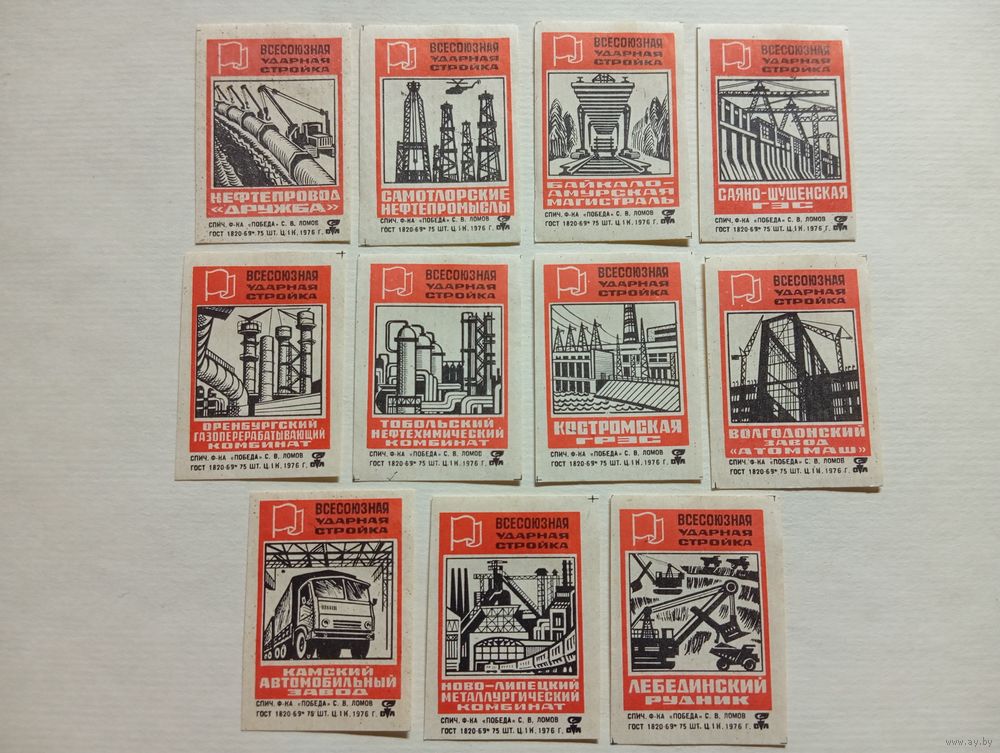 ВСЕСОЮЗНАЯ
УДАРНАЯ
СТРОЙКА
НЕФТЕПРОВОД
«ДРУЖБА»
СПИЧ. Ф-КА «ПОБЕДА» С. В. ЛОМОВ
ГОСТ 1820-69* 75 ШТ. Ц. 1 К. 1976 Г.
ВСЕСОЮЗНАЯ
УДАРНАЯ
СТРОЙКА
САМОТЛОРСКИЕ
НЕФТЕПРОМЫСЛЫ
СПИЧ. Ф-КА «ПОБЕДА» С. В. ЛОМОВ
ГОСТ 1820-69* 75 ШТ. Ц. 1 К. 1976 Г.
ВСЕСОЮЗНАЯ
УДАРНАЯ
СТРОЙКА
БАЙКАЛО-
АМУРСКАЯ
МАГИСТРАЛЬ
СПИЧ. Ф-КА «ПОБЕДА» С. В. ЛОМОВ
ГОСТ 1820-69* 75 ШТ. Ц. 1 К. 1976 Г.
ВСЕСОЮЗНАЯ
УДАРНАЯ
СТРОЙКА
САЯНО-ШУШЕНСКАЯ
ГЭС
СПИЧ. Ф-КА «ПОБЕДА» С. В. ЛОМОВ
ГОСТ 1820-69* 75 ШТ. Ц. 1 К. 1976 Г.
ВСЕСОЮЗНАЯ
УДАРНАЯ
СТРОЙКА
ОРЕНБУРГСКИЙ
ГАЗОПЕРЕРАБАТЫВАЮЩИЙ
КОМБИНАТ
СПИЧ. Ф-КА «ПОБЕДА» С. В. ЛОМОВ
ГОСТ 1820-69* 75 ШТ. Ц. 1 К. 1976 Г.
ВСЕСОЮЗНАЯ
УДАРНАЯ
СТРОЙКА
ТОБОЛЬСКИЙ
НЕФТЕХИМИЧЕСКИЙ
КОМБИНАТ
СПИЧ. Ф-КА «ПОБЕДА» С. В. ЛОМОВ
ГОСТ 1820-69* 75 ШТ. Ц. 1 К. 1976 Г.
ВСЕСОЮЗНАЯ
УДАРНАЯ
СТРОЙКА
КОСТРОМСКАЯ
ГРЭС
СПИЧ. Ф-КА «ПОБЕДА» С. В. ЛОМОВ
ГОСТ 1820-69* 75 ШТ. Ц. 1 К. 1976 Г.
ВСЕСОЮЗНАЯ
УДАРНАЯ
СТРОЙКА
ВОЛГОДОНСКИЙ
ЗАВОД
«АТОММАШ»
СПИЧ. Ф-КА «ПОБЕДА» С. В. ЛОМОВ
ГОСТ 1820-69* 75 ШТ. Ц. 1 К. 1976 Г.
ВСЕСОЮЗНАЯ
УДАРНАЯ
СТРОЙКА
КАМСКИЙ
АВТОМОБИЛЬНЫЙ
ЗАВОД
СПИЧ. Ф-КА «ПОБЕДА» С. В. ЛОМОВ
ГОСТ 1820-69* 75 ШТ. Ц. 1 К. 1976 Г.
ВСЕСОЮЗНАЯ
УДАРНАЯ
СТРОЙКА
НОВО-ЛИПЕЦКИЙ
МЕТАЛЛУРГИЧЕСКИЙ
КОМБИНАТ
СПИЧ. Ф-КА «ПОБЕДА» С. В. ЛОМОВ
ГОСТ 1820-69* 75 ШТ. Ц. 1 К. 1976 Г.
ВСЕСОЮЗНАЯ
УДАРНАЯ
СТРОЙКА
ЛЕБЕДИНСКИЙ
РУДНИК
СПИЧ. Ф-КА «ПОБЕДА» С. В. ЛОМОВ
ГОСТ 1820-69* 75 ШТ. Ц. 1 К. 1976 Г.
www.ay.by